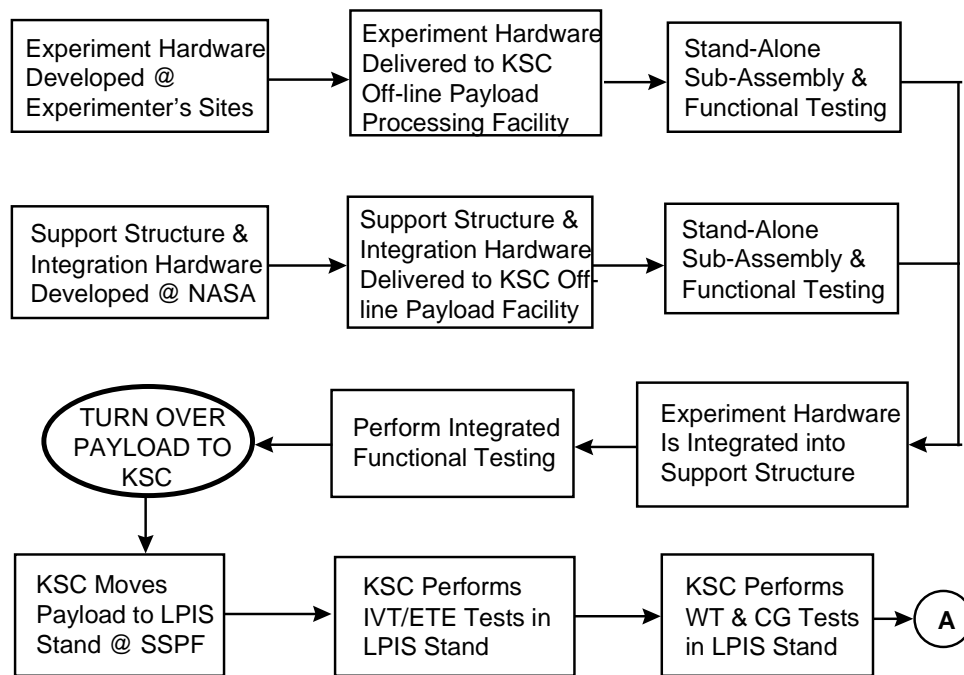 Experiment Hardware
Developed @
Experimenter's Sites
Experiment Hardware
Delivered to KSC
Off-line Payload
Processing Facility
Stand-Alone
Sub-Assembly &
Functional Testing
Support Structure &
Integration Hardware
Developed @ NASA
Support Structure &
Integration Hardware
Delivered to KSC Off-
line Payload Facility
Stand-Alone
Sub-Assembly &
Functional Testing
Experiment Hardware
Is Integrated into
Support Structure
Perform Integrated
Functional Testing
TURN OVER
PAYLOAD TO
KSC
KSC Moves
Payload to LPIS
Stand @ SSPF
KSC Performs
IVT/ETE Tests in
LPIS Stand
KSC Performs
WT & CG Tests
in LPIS Stand
A